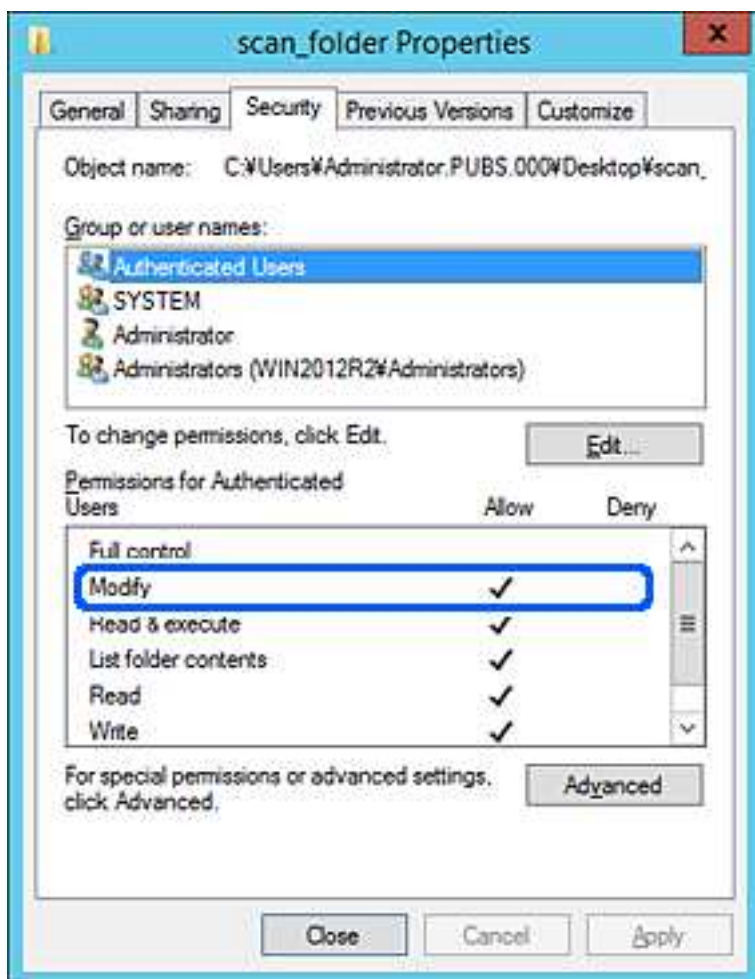 scan_folder Properties
General Sharing Security Previous Versions Customize
Object name: C:¥Users¥Administrator.PUBS.000¥Desktop¥scan_
Group or user names:
Authenticated Users
SYSTEM
Administrator
Administrators (WIN2012R2¥Administrators)
To change permissions, click Edit.
Edit...
Permissions for Authenticated
Users Allow Deny
Full control
Modify
Read & execute
List folder contents
Read
Write
For special permissions or advanced settings,
click Advanced.
Advanced
Close Cancel Apply